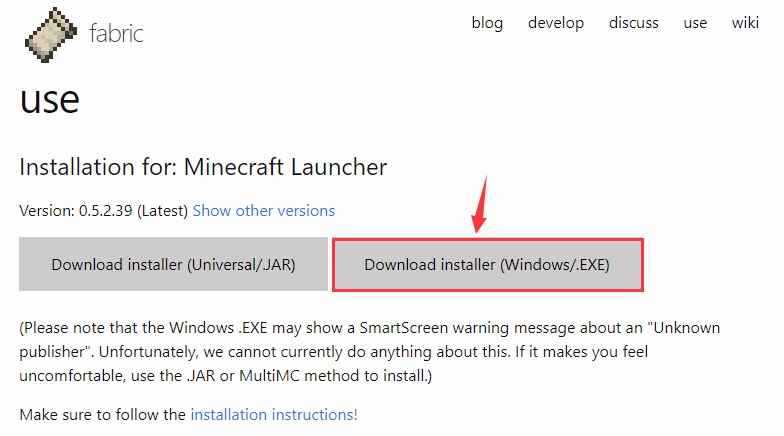 fabric
blog develop discuss use wiki
use
Installation for: Minecraft Launcher
Version: 0.5.2.39 (Latest) Show other versions
Download installer (Universal/.JAR) Download installer (Windows/.EXE)
(Please note that the Windows .EXE may show a SmartScreen warning message about an "Unknown
publisher". Unfortunately, we cannot currently do anything about this. If it makes you feel
uncomfortable, use the .JAR or MultiMC method to install.)
Make sure to follow the installation instructions!